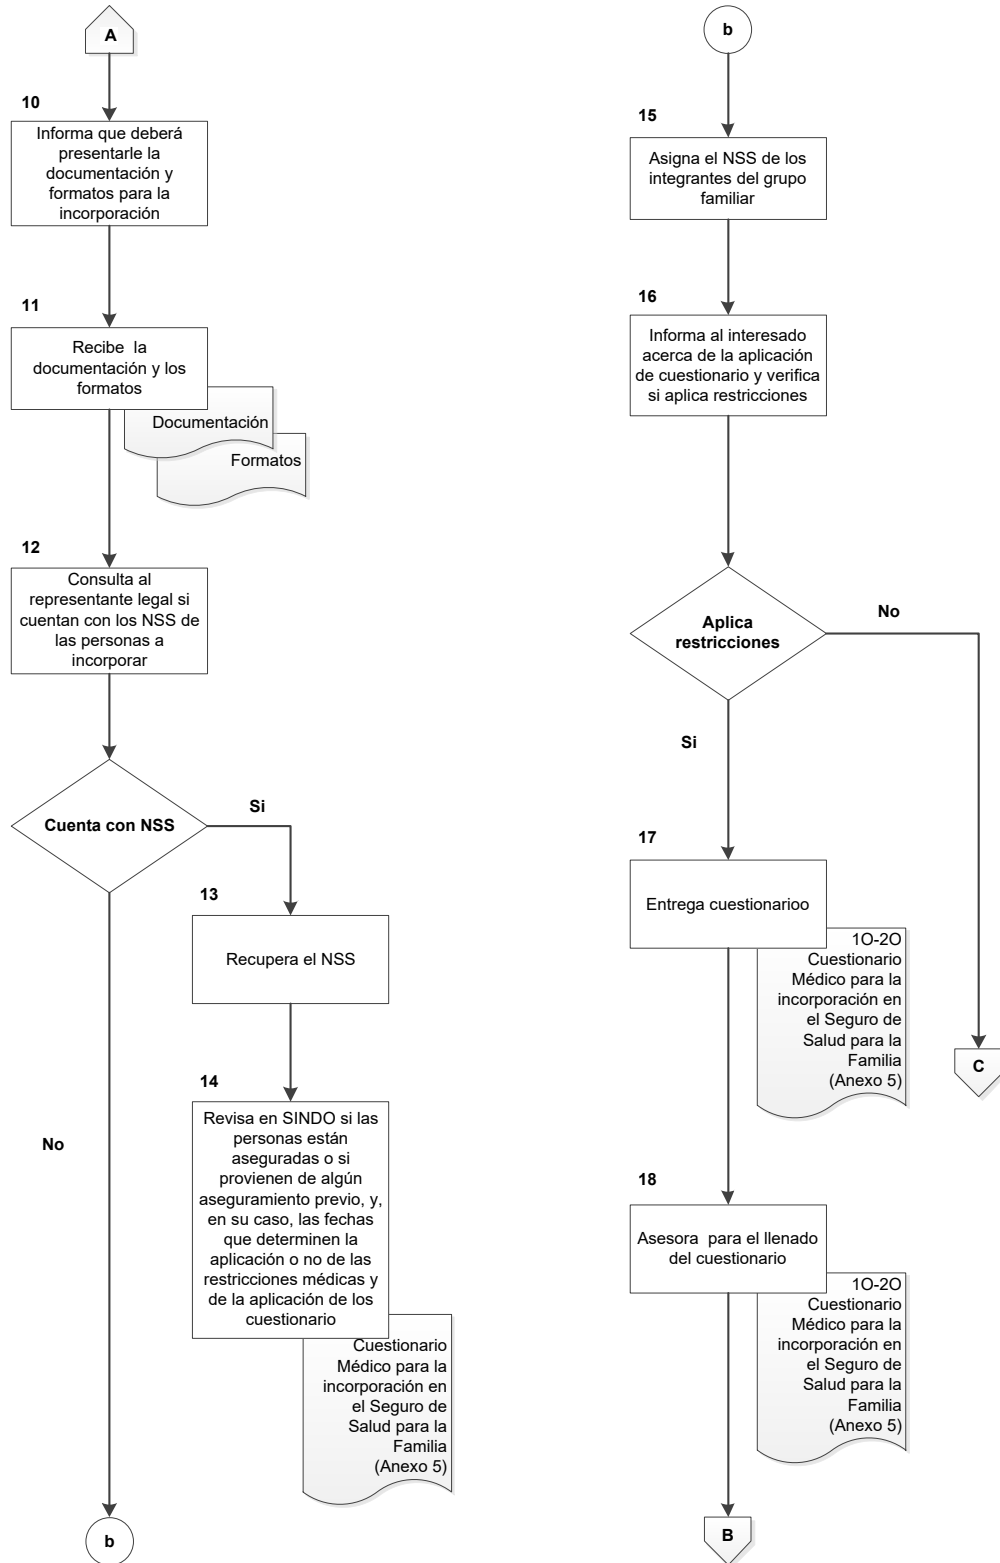 A
10
Informa que deberá
presentarle la
documentación y
formatos para la
incorporación
11
Recibe la
documentación y los
formatos
Documentación
Formatos
12
Consulta al
representante legal si
cuentan con los NSS de
las personas a
incorporar
Cuenta con NSS
Si
13
Recupera el NSS
14
Revisa en SINDO si las
personas están
aseguradas o si
provienen de algún
aseguramiento previo, y,
en su caso, las fechas
que determinen la
aplicación o no de las
restricciones médicas y
de la aplicación de los
cuestionario
Cuestionario
Médico para la
incorporación en
el Seguro de
Salud para la
Familia
(Anexo 5)
No
b
b
15
Asigna el NSS de los
integrantes del grupo
familiar
16
Informa al interesado
acerca de la aplicación
de cuestionario y verifica
si aplica restricciones
Aplica
restricciones
No
Si
17
Entrega cuestionarioo
1O-2O
Cuestionario
Médico para la
incorporación en
el Seguro de
Salud para la
Familia
(Anexo 5)
C
18
Asesora para el llenado
del cuestionario
1O-2O
Cuestionario
Médico para la
incorporación en
el Seguro de
Salud para la
Familia
(Anexo 5)
B